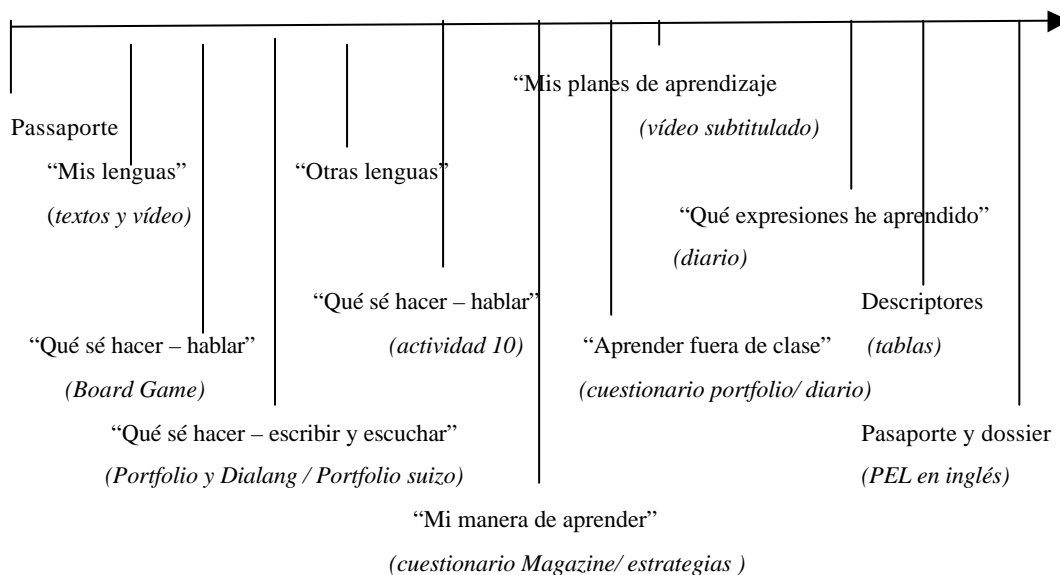 “Mis planes de aprendizaje
Passaporte
(vídeo subtitulado)
“Mis lenguas”
“Otras lenguas”
(textos y vídeo)
“Qué expresiones he aprendido”
(diario)
“Qué sé hacer – hablar”
Descriptores
“Qué sé hacer – hablar”
(actividad 10)
“Aprender fuera de clase”
(tablas)
(Board Game)
(cuestionario portfolio/ diario)
“Qué sé hacer – escribir y escuchar”
Pasaporte y dossier
(Portfolio y Dialang / Portfolio suizo)
(PEL en inglés)
“Mi manera de aprender”
(cuestionario Magazine/ estrategias )